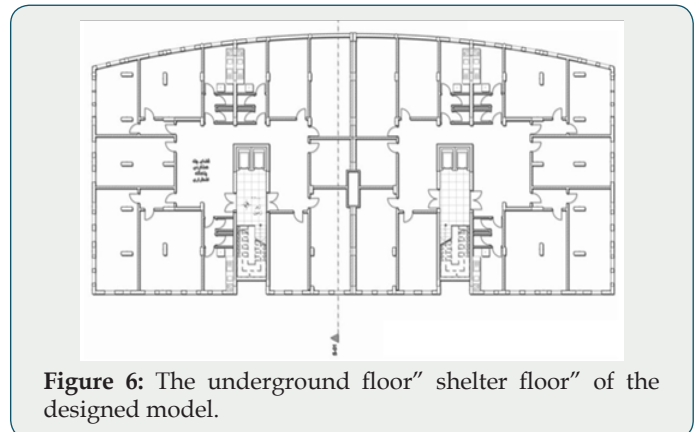 Figure 6: The underground floor” shelter floor” of the
designed model.